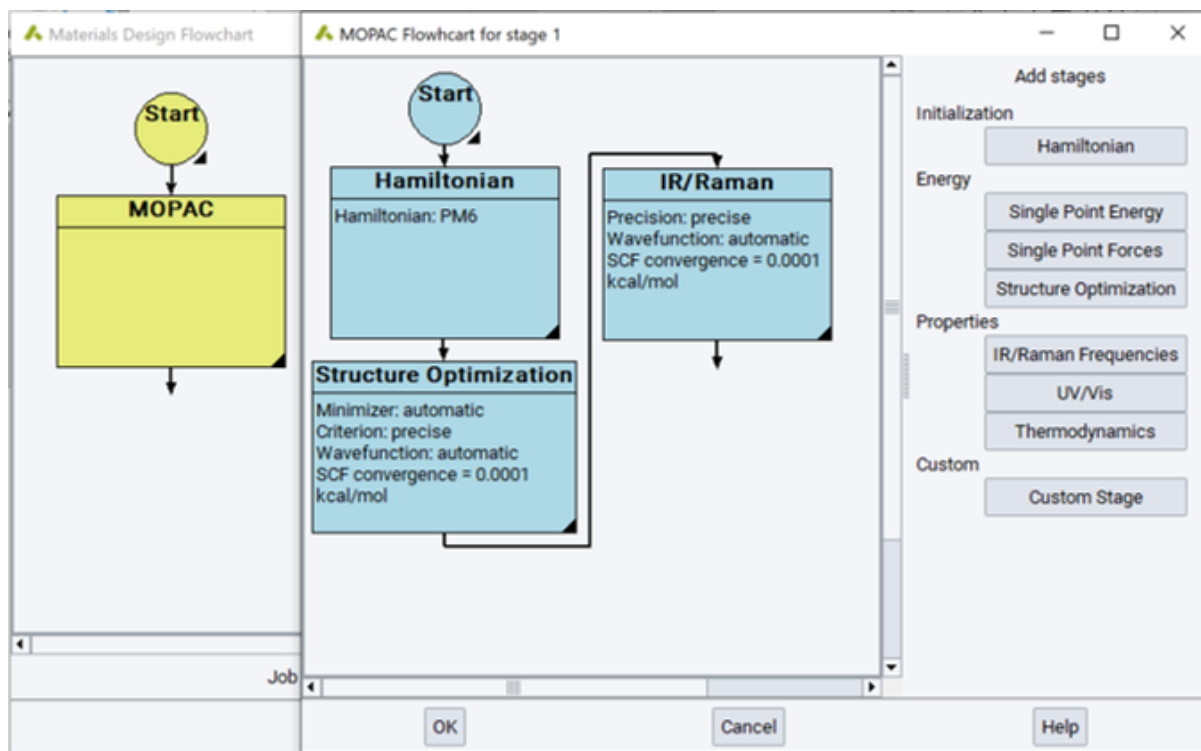 Materials Design Flowchart
Start
MOPAC
Job
MOPAC Flowhcart for stage 1
Start
Hamiltonian
Hamiltonian: PM6
Structure Optimization
Minimizer: automatic
Criterion: precise
Wavefunction: automatic
SCF convergence = 0.0001
kcal/mol
IR/Raman
Precision: precise
Wavefunction: automatic
SCF convergence = 0.0001
kcal/mol
Add stages
Initialization
Hamiltonian
Energy
Single Point Energy
Single Point Forces
Structure Optimization
Properties
IR/Raman Frequencies
UV/Vis
Thermodynamics
Custom
Custom Stage
OK
Cancel
Help